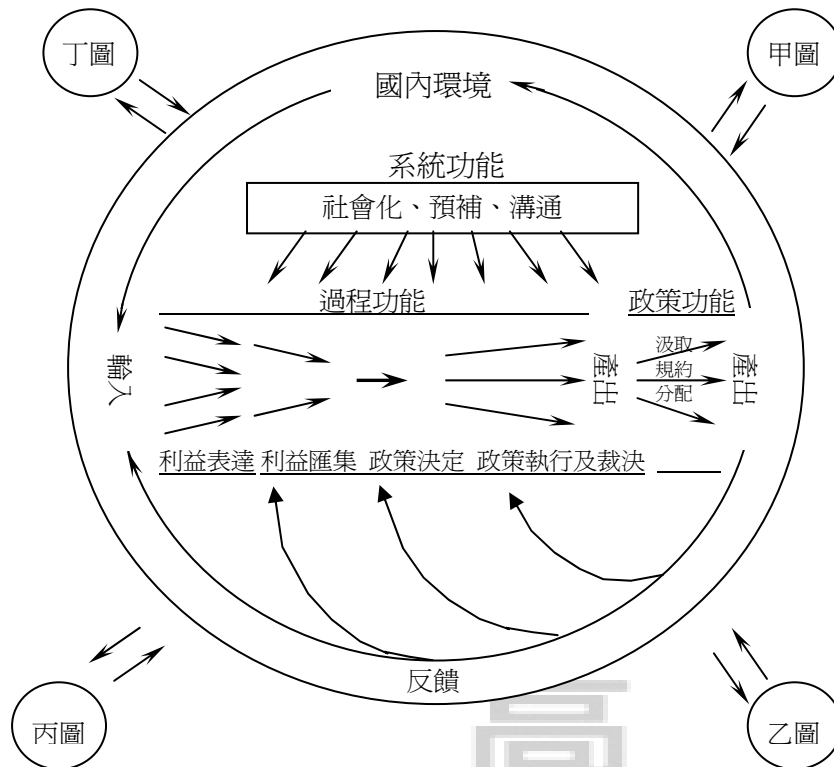 丁圖
甲圖
國內環境
系統功能
社會化、預補、溝通
過程功能
政策功能
輸入
產出
汲取
規約
分配
產出
利益表達 利益匯集 政策決定 政策執行及裁決
反饋
丙圖
乙圖
高